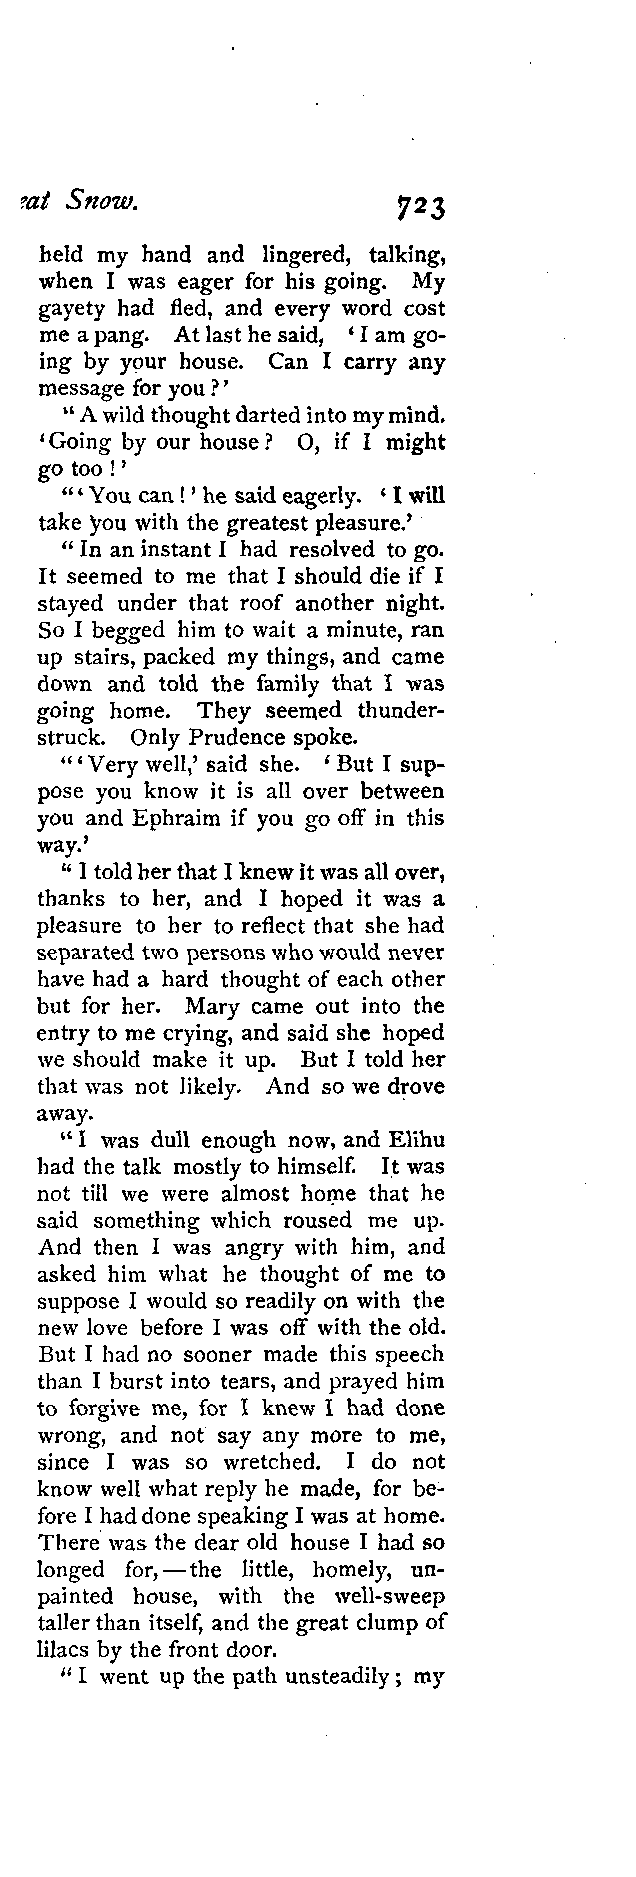 eat Snow. 723
held my hand and lingered, talking,
when I was eager for his going. My
gayety had fled, and every word cost
me a pang. At last he said, ‘I am go-
ing by your house. Can I carry any
message for you?’
“A wild thought darted into my mind.
‘Going by our house? O, if I might
go too!’
“‘You can!’ he said eagerly. ‘I will
take you with the greatest pleasure.’
“In an instant I had resolved to go.
It seemed to me that I should die if I
stayed under that roof another night.
So I begged him to wait a minute, ran
up stairs, packed my things, and came
down and told the family that I was
going home. They seemed thunder-
struck. Only Prudence spoke.
“‘Very well,’ said she. ‘But I sup-
pose you know it is all over between
you and Ephraim if you go off in this
way.’
“I told her that I knew it was all over,
thanks to her, and I hoped it was a
pleasure to her to reflect that she had
separated two persons who would never
have had a hard thought of each other
but for her. Mary came out into the
entry to me crying, and said she hoped
we should make it up. But I told her
that was not likely. And so we drove
away.
“I was dull enough now, and Elihu
had the talk mostly to himself. It was
not till we were almost home that he
said something which roused me up.
And then I was angry with him, and
asked him what he thought of me to
suppose I would so readily on with the
new love before I was off with the old.
But I had no sooner made this speech
than I burst into tears, and prayed him
to forgive me, for I knew I had done
wrong, and not say any more to me,
since I was so wretched. I do not
know well what reply he made, for be-
fore I had done speaking I was at home.
There was the dear old house I had so
longed for,—the little, homely, un-
painted house, with the well-sweep
taller than itself, and the great clump of
lilacs by the front door.
“I went up the path unsteadily; my